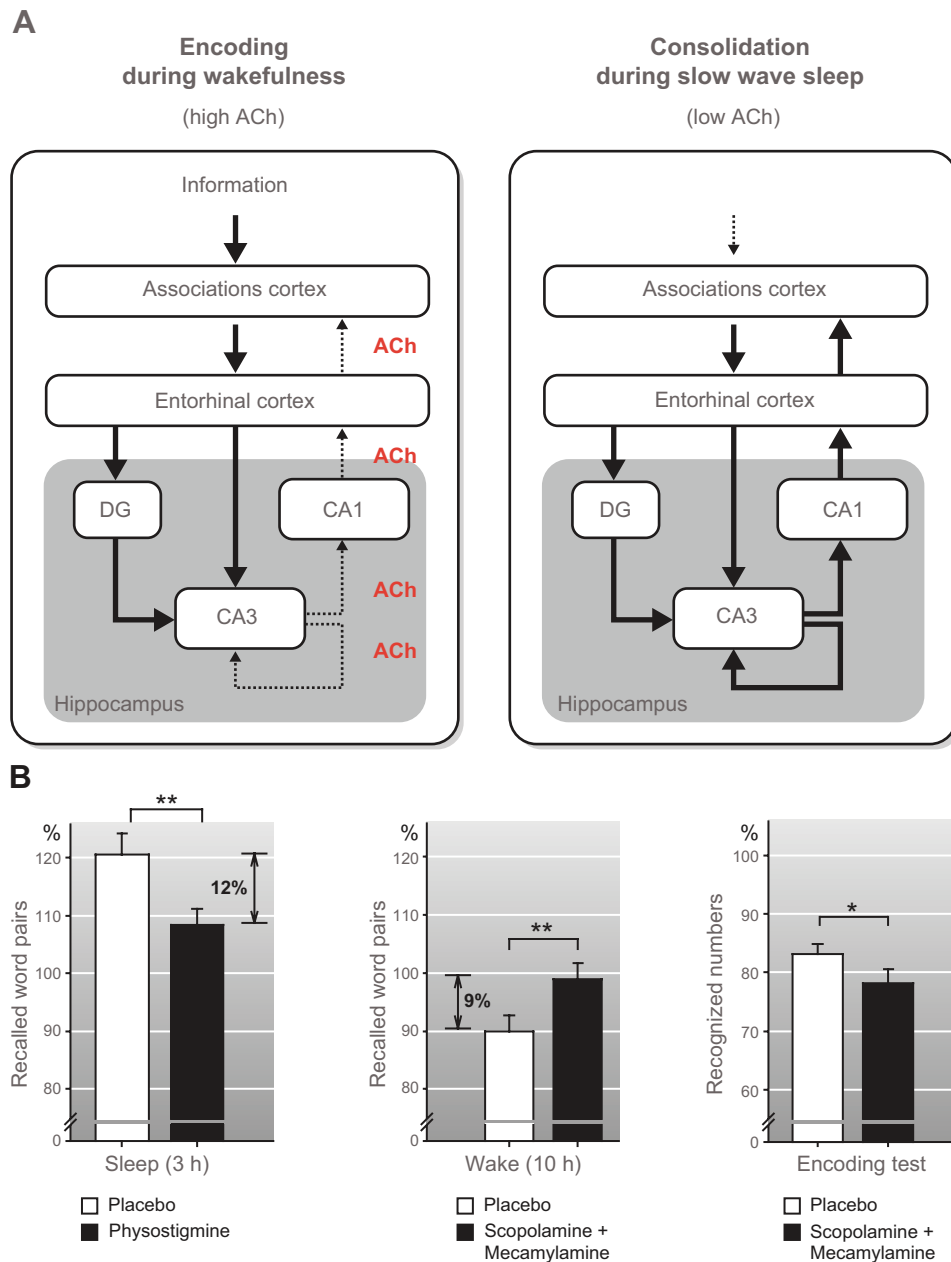 A
Encoding
during wakefulness
(high ACh)
Information
Associations cortex
ACh
Entorhinal cortex
ACh
DG
CA1
ACh
CA3
ACh
Hippocampus
Consolidation
during slow wave sleep
(low ACh)
Associations cortex
Entorhinal cortex
DG
CA1
CA3
Hippocampus
B
%
**
120
12%
110
100
90
80
0
Recalled word pairs
Sleep (3 h)
Placebo
Physostigmine
%
120
110
**
100
9%
90
80
0
Recalled word pairs
Wake (10 h)
Placebo
Scopolamine +
Mecamylamine
%
100
90
*
80
70
60
0
Recognized numbers
Encoding test
Placebo
Scopolamine +
Mecamylamine